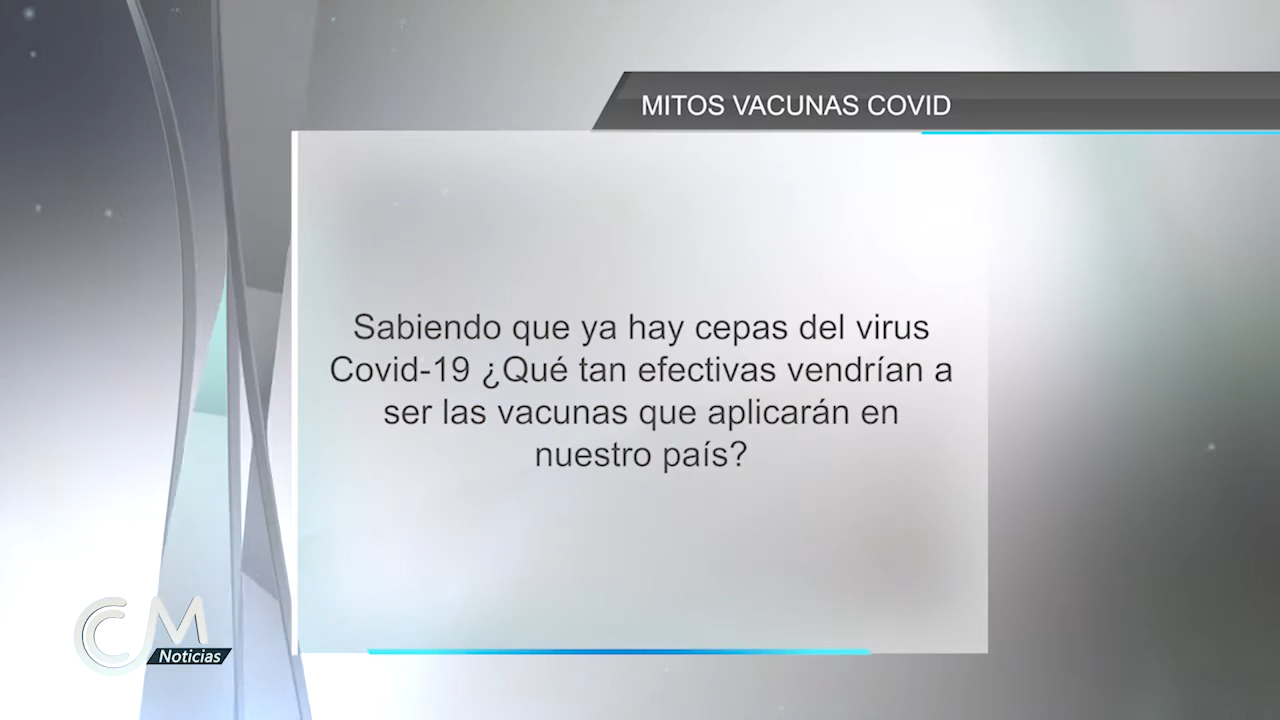 MITOS VACUNAS COVID
Sabiendo que ya hay cepas del virus
Covid-19 ¿Qué tan efectivas vendrían a
ser las vacunas que aplicarán en
nuestro país?
CM
Noticias